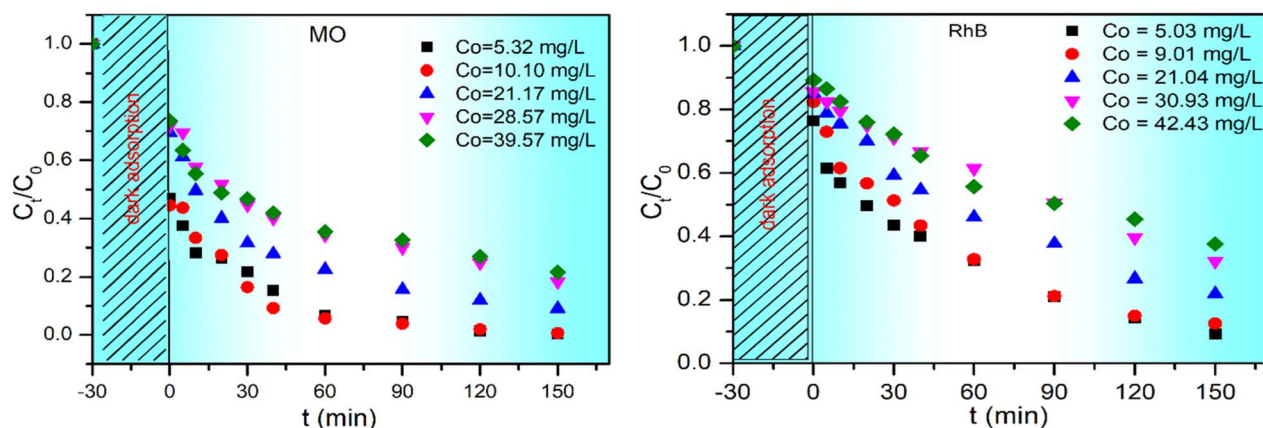 MO
Co=5.32 mg/L
Co=10.10 mg/L
Co=21.17 mg/L
Co=28.57 mg/L
Co=39.57 mg/L
dark adsorption
Ct/C0
1.0
0.8
0.6
0.4
0.2
0.0
-30 0 30 60 90 120 150
t (min)
RhB
Co = 5.03 mg/L
Co = 9.01 mg/L
Co = 21.04 mg/L
Co = 30.93 mg/L
Co = 42.43 mg/L
dark adsorption
Ct/C0
1.0
0.8
0.6
0.4
0.2
0.0
-30 0 30 60 90 120 150
t (min)